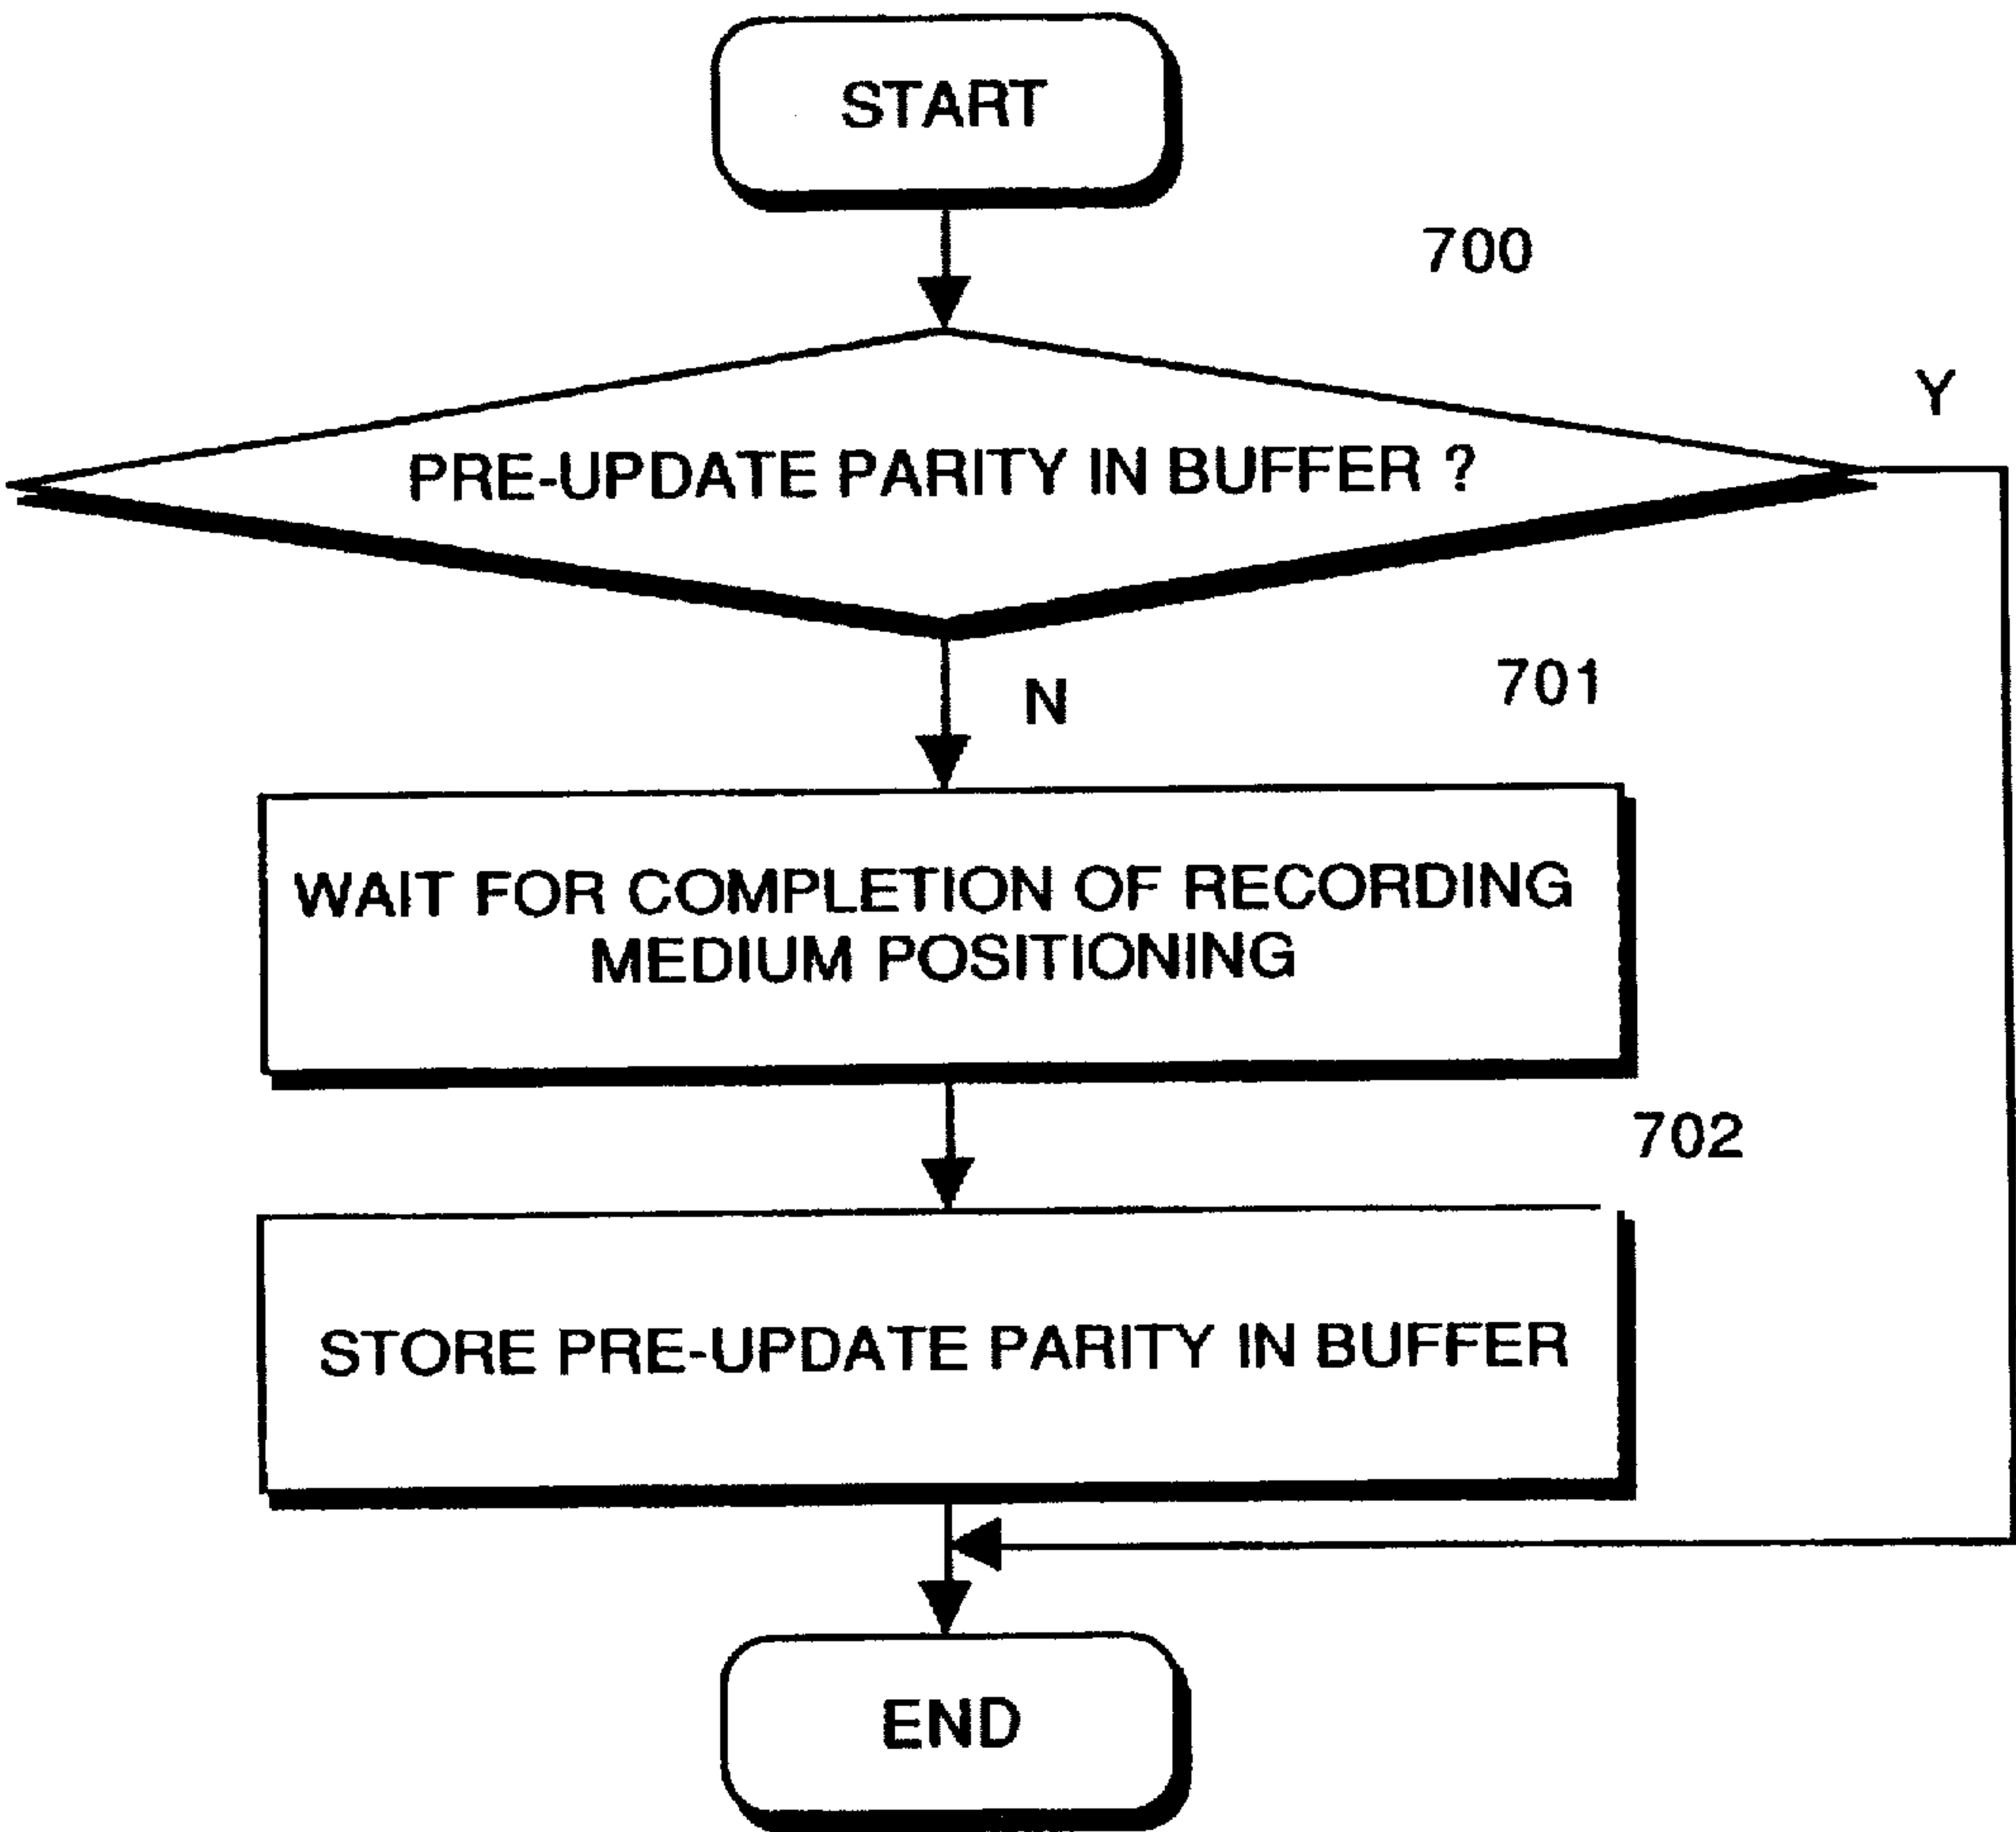 START
700
Y
PRE-UPDATE PARITY IN BUFFER ?
N
701
WAIT FOR COMPLETION OF RECORDING
MEDIUM POSITIONING
702
STORE PRE-UPDATE PARITY IN BUFFER
END